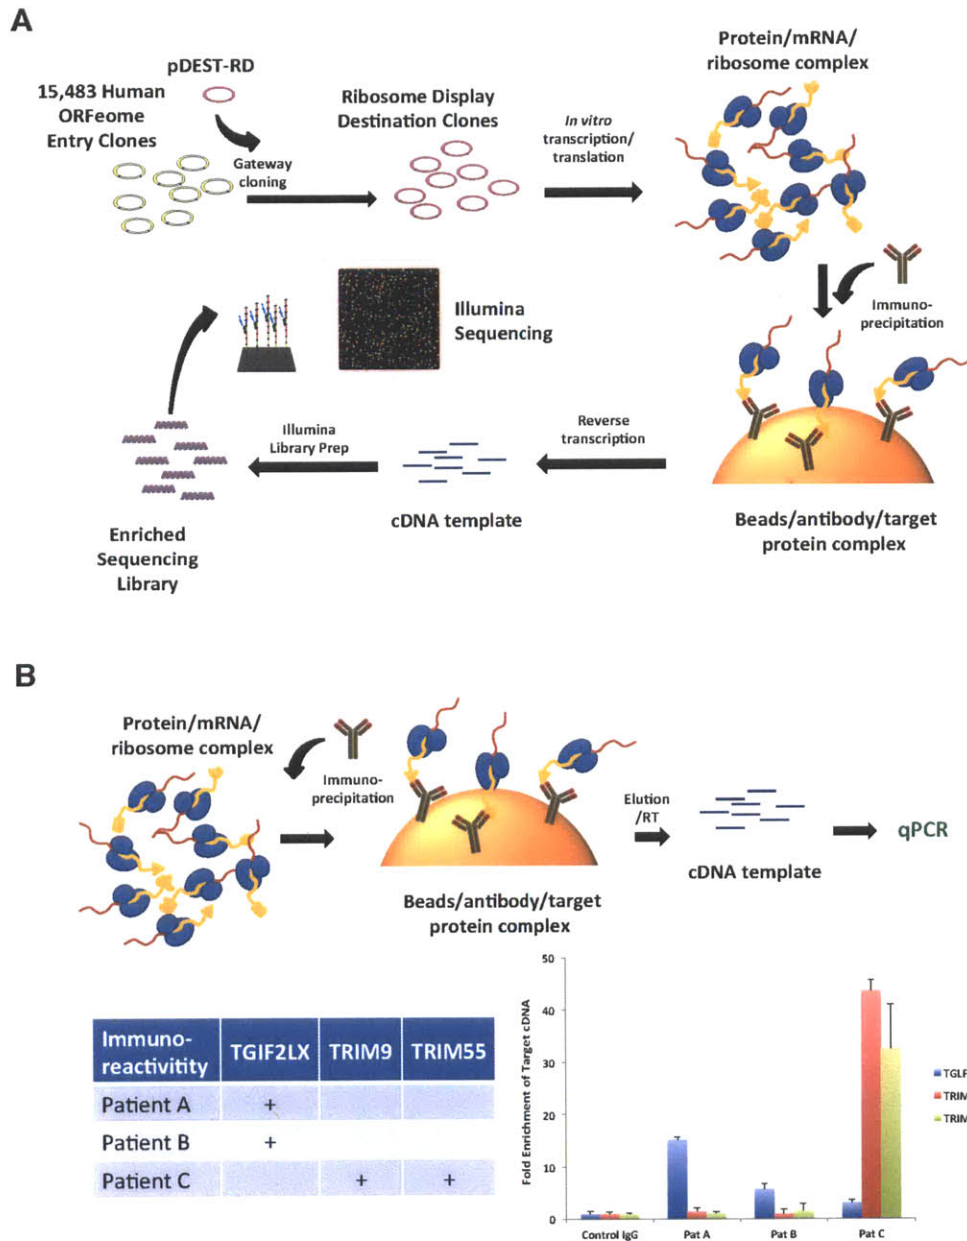 A
pDEST-RD
15,483 Human
ORFeome
Entry Clones
Gateway
cloning
Ribosome Display
Destination Clones
In vitro
transcription/
translation
Protein/mRNA/
ribosome complex
Immuno-
precipitation
Beads/antibody/target
protein complex
Reverse
transcription
cDNA template
Illumina
Library Prep
Enriched
Sequencing
Library
Illumina
Sequencing
B
Protein/mRNA/
ribosome complex
Immuno-
precipitation
Beads/antibody/target
protein complex
Elution
/RT
cDNA template
qPCR
Immuno-
reactivitity
TGIF2LX
TRIM9
TRIM55
Patient A
+
Patient B
+
Patient C
+
+
Fold Enrichment of Target cDNA
50
40
30
20
10
0
Control IgG
Pat A
Pat B
Pat C
TGLF
TRIM
TRIM